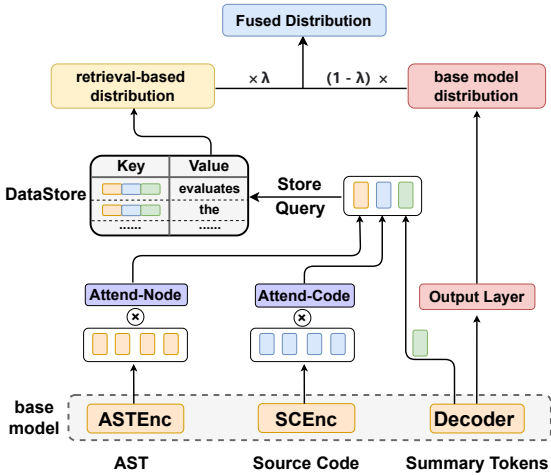 Fused Distribution
retrieval-based
distribution
× λ
(1 - λ) ×
base model
distribution
Key
Value
DataStore
evaluates
the
......
......
Store
Query
Attend-Node
Attend-Code
Output Layer
base
model
ASTEnc
SCEnc
Decoder
AST
Source Code
Summary Tokens